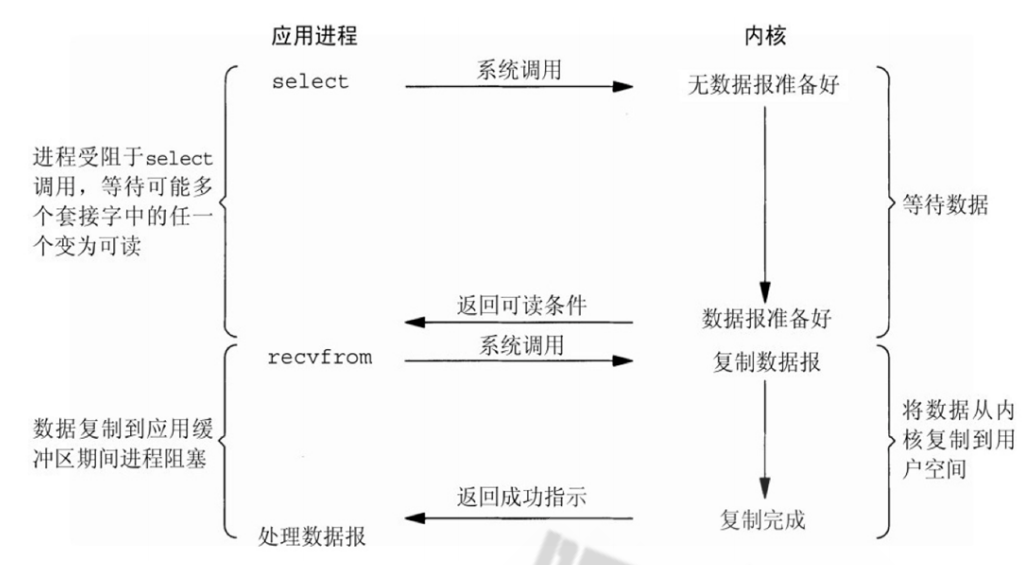 应用进程
内核
select
系统调用
无数据报准备好
进程受阻于select
调用，等待可能多
个套接字中的任一
个变为可读
等待数据
返回可读条件
数据报准备好
recvfrom
系统调用
复制数据报
数据复制到应用缓
冲区期间进程阻塞
将数据从内
核复制到用
户空间
返回成功指示
复制完成
处理数据报